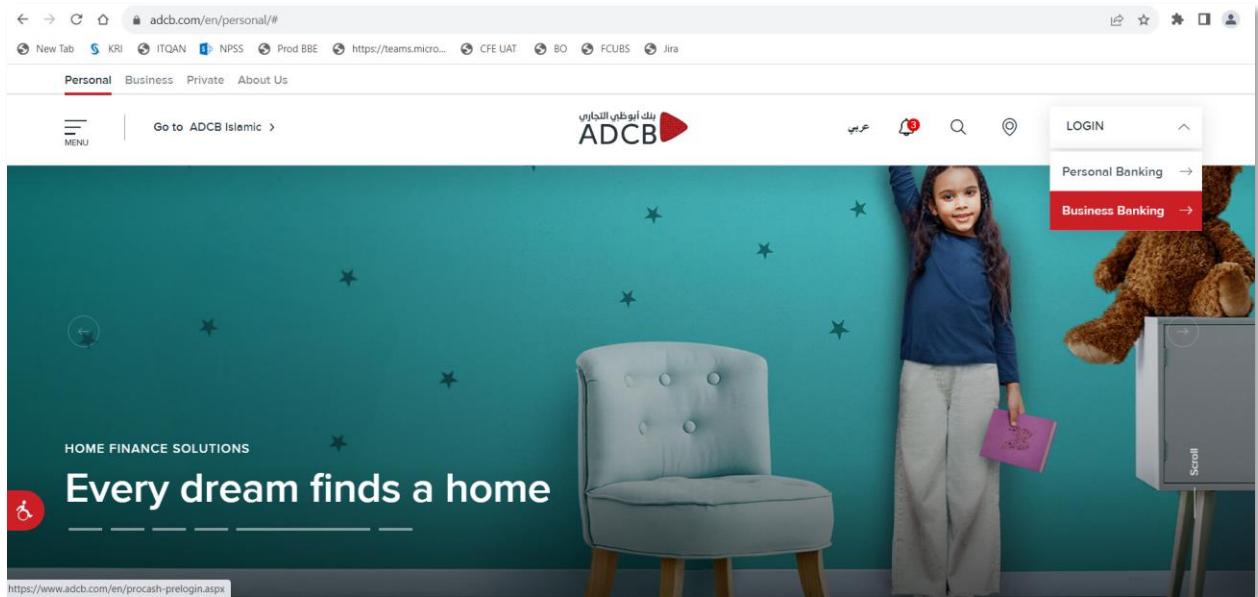 adcb.com/en/personal/#
New Tab KRI ITQAN NPSS Prod BBE https://teams.micro... CFE UAT BO FCUBS Jira
Personal Business Private About Us
MENU
Go to ADCB Islamic >
بنك أبوظبي التجاري
ADCB
عربي
3
LOGIN
Personal Banking →
Business Banking →
HOME FINANCE SOLUTIONS
Every dream finds a home
Scroll
https://www.adcb.com/en/procash-prelogin.aspx